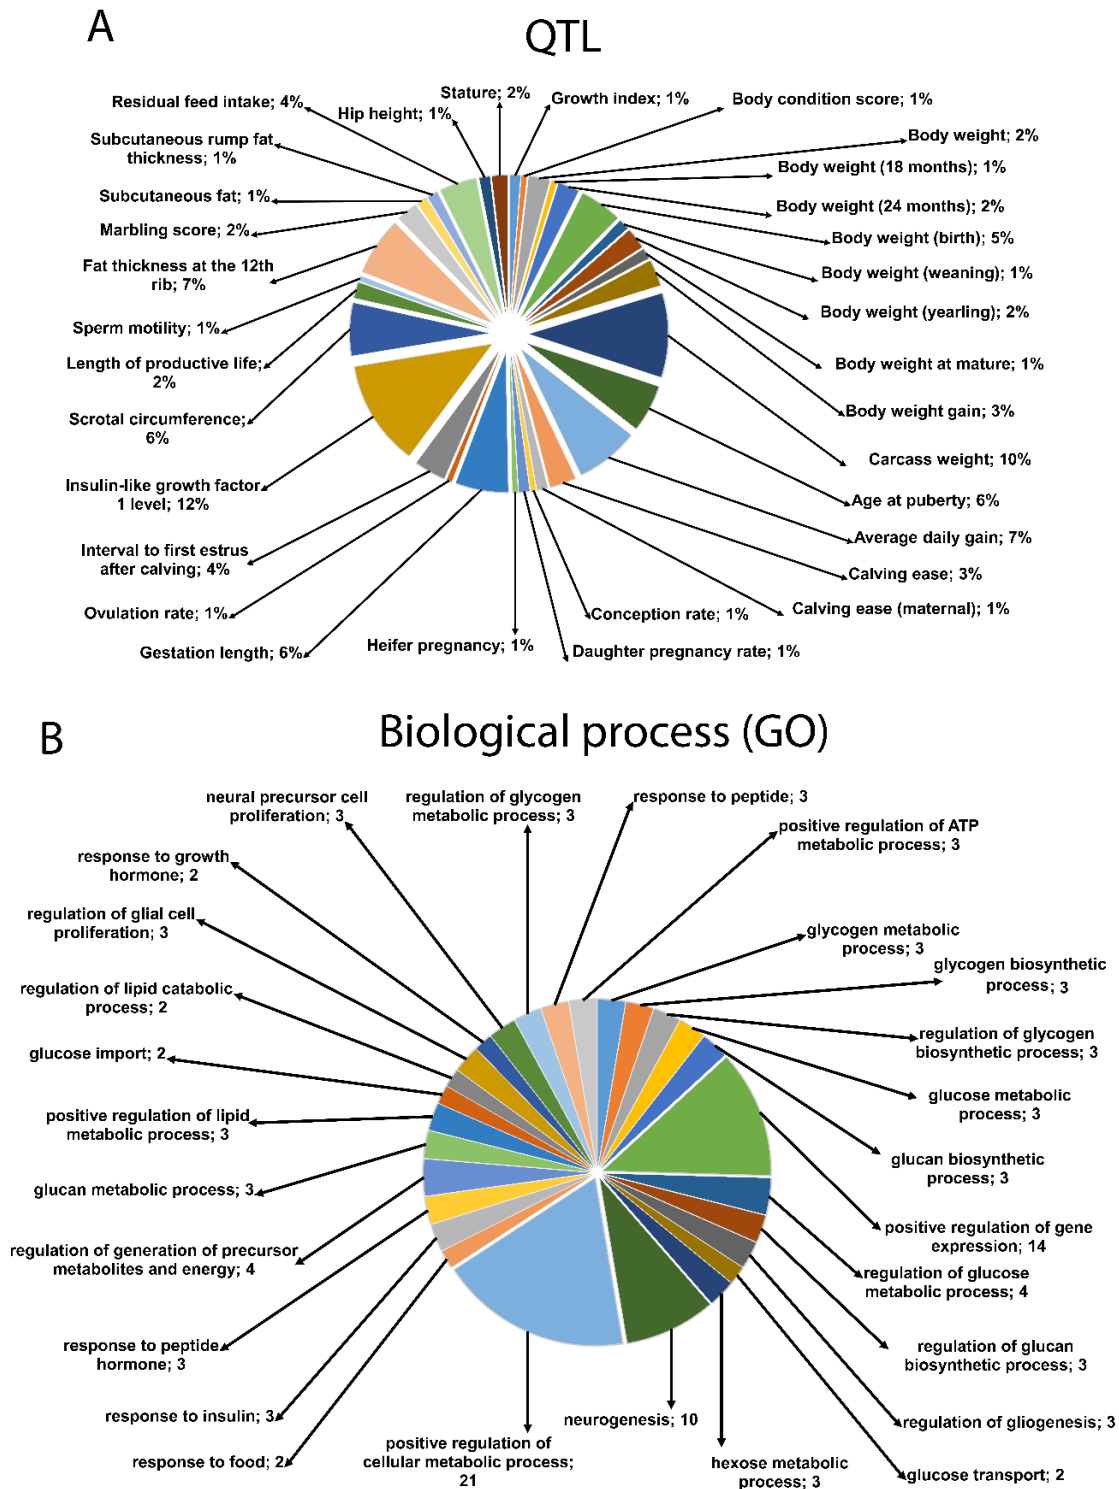 A
QTL
Residual feed intake; 4%
Hip height; 1%
Stature; 2%
Growth index; 1%
Body condition score; 1%
Subcutaneous rump fat
thickness; 1%
Body weight; 2%
Body weight (18 months); 1%
Subcutaneous fat; 1%
Body weight (24 months); 2%
Marbling score; 2%
Body weight (birth); 5%
Fat thickness at the 12th
rib; 7%
Body weight (weaning); 1%
Body weight (yearling); 2%
Sperm motility; 1%
Length of productive life;
2%
Body weight at mature; 1%
Body weight gain; 3%
Scrotal circumference;
6%
Carcass weight; 10%
Insulin-like growth factor
1 level; 12%
Age at puberty; 6%
Average daily gain; 7%
Interval to first estrus
after calving; 4%
Calving ease; 3%
Ovulation rate; 1%
Conception rate; 1%
Calving ease (maternal); 1%
Gestation length; 6%
Heifer pregnancy; 1%
Daughter pregnancy rate; 1%
B
Biological process (GO)
neural precursor cell
proliferation; 3
regulation of glycogen
metabolic process; 3
response to peptide; 3
positive regulation of ATP
metabolic process; 3
response to growth
hormone; 2
regulation of glial cell
proliferation; 3
glycogen metabolic
process; 3
glycogen biosynthetic
process; 3
regulation of lipid catabolic
process; 2
regulation of glycogen
biosynthetic process; 3
glucose import; 2
glucose metabolic
process; 3
positive regulation of lipid
metabolic process; 3
glucan biosynthetic
process; 3
glucan metabolic process; 3
positive regulation of gene
expression; 14
regulation of generation of precursor
metabolites and energy; 4
regulation of glucose
metabolic process; 4
response to peptide
hormone; 3
regulation of glucan
biosynthetic process; 3
response to insulin; 3
neurogenesis; 10
regulation of gliogenesis; 3
response to food; 2
positive regulation of
cellular metabolic process;
21
hexose metabolic
process; 3
glucose transport; 2